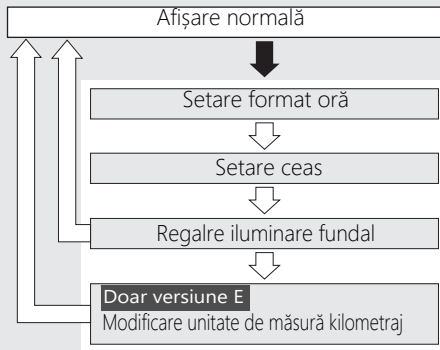 Afișare normală
Setare format oră
Setare ceas
Regalre iluminare fundal
Doar versiune E
Modificare unitate de măsură kilometraj